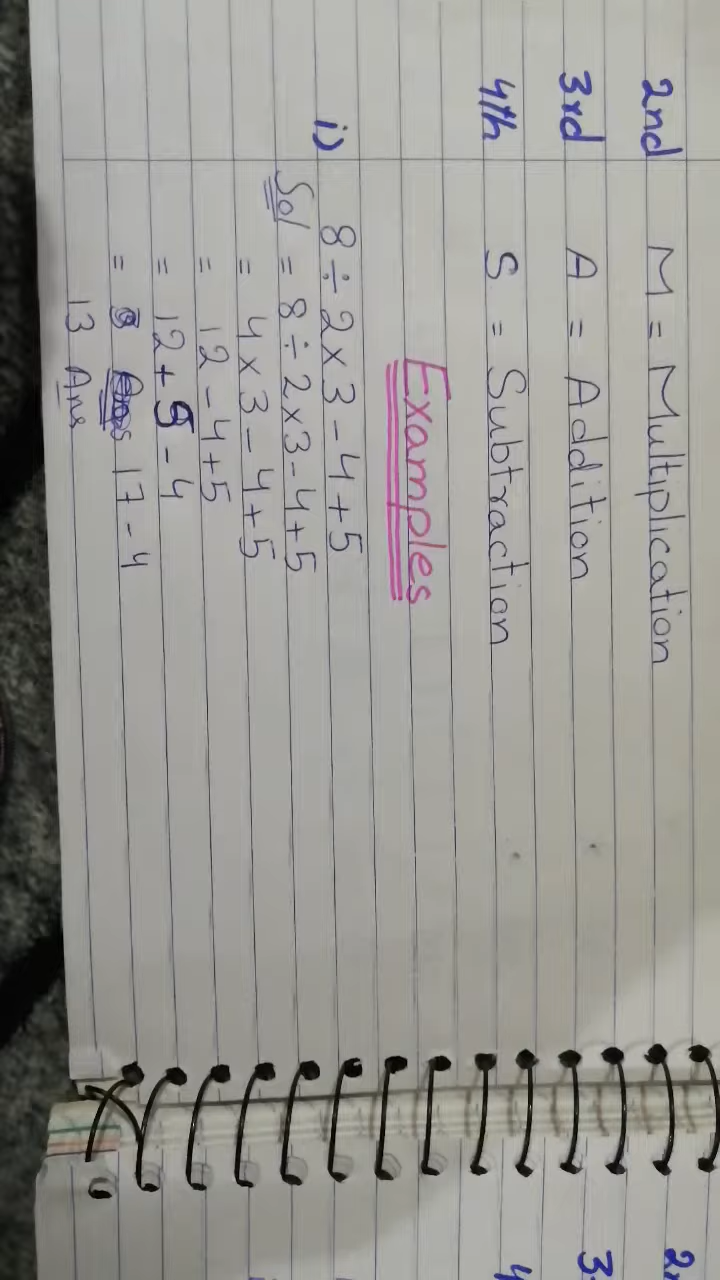 2nd M = Multiplication
3rd A = Addition
4th S = Subtraction
Examples
i) 8 ÷ 2 x 3 - 4 + 5
Sol = 8 ÷ 2 x 3 - 4 + 5
= 4 x 3 - 4 + 5
= 12 - 4 + 5
= 12 + 5 - 4
= 17 - 4
13 Ans